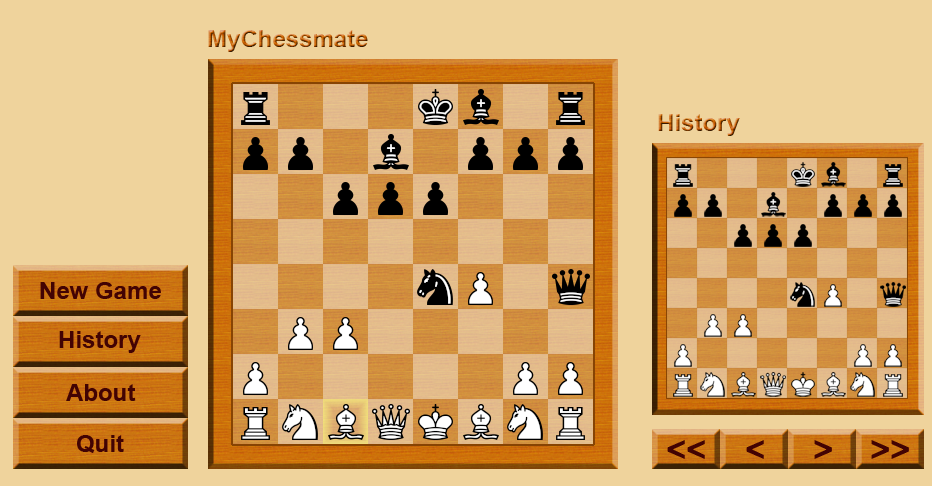 MyChessmate
History
New Game
History
About
Quit
<< < > >>